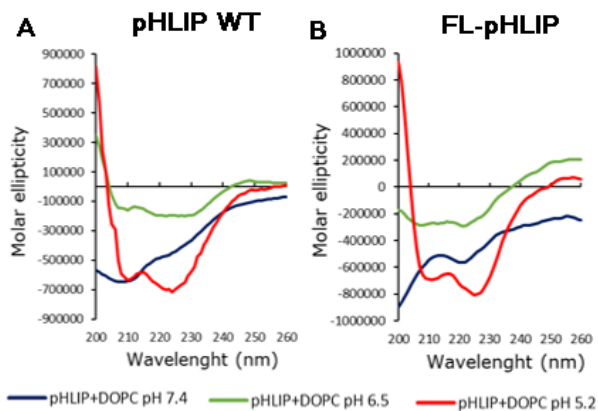 A pHLIP WT B FL-pHLIP
Molar ellipticity
900000
700000
500000
300000
100000
-100000
-300000
-500000
-700000
-900000
200 210 220 230 240 250 260
Wavelenght (nm)
Molar ellipticity
1000000
800000
600000
400000
200000
0
-200000
-400000
-600000
-800000
-1000000
200 210 220 230 240 250 260
Wavelenght (nm)
pHLIP+DOPC pH 7.4 pHLIP+DOPC pH 6.5 pHLIP+DOPC pH 5.2